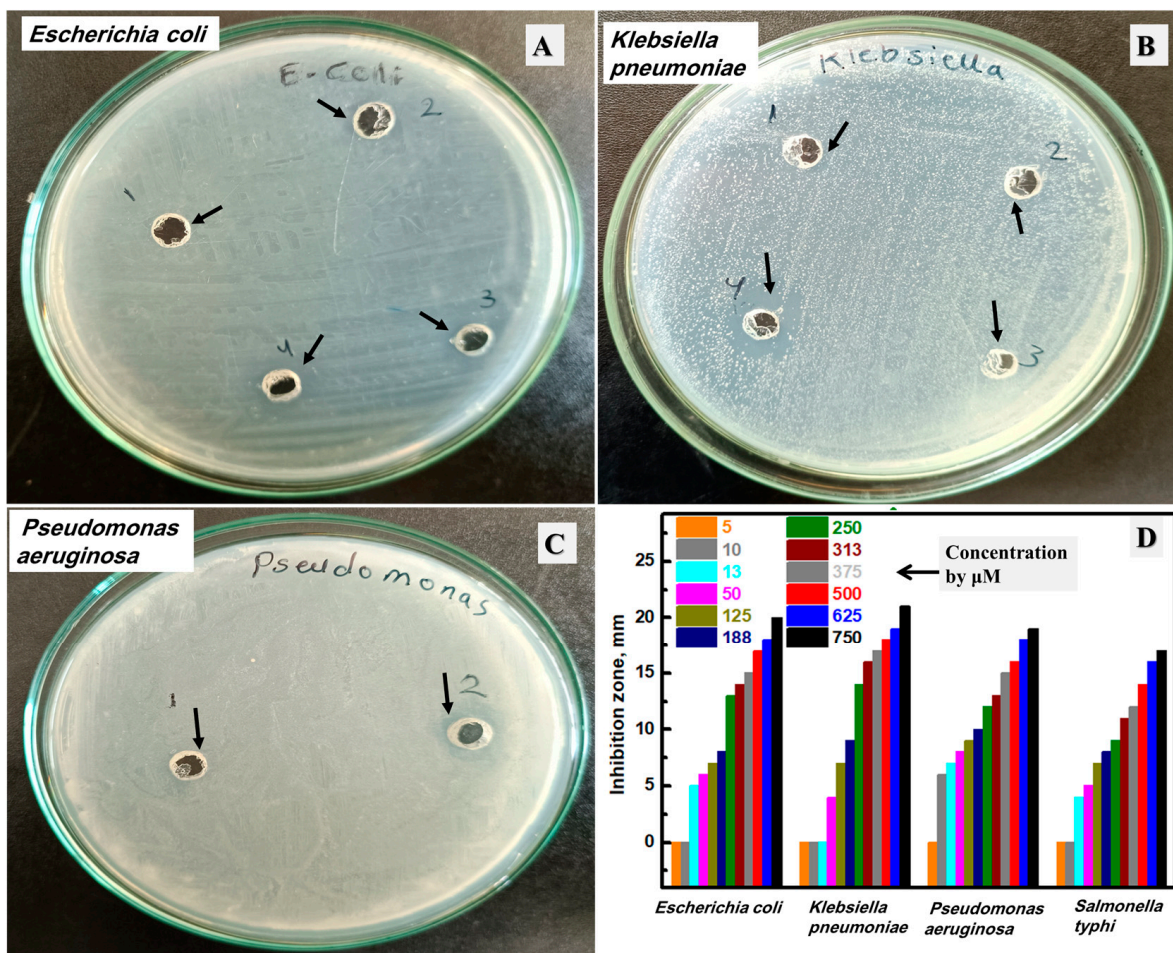 Escherichia coli
A
E-Coli
2
1
3
4
Klebsiella
pneumoniae
B
Klebsiella
1
2
4
3
Pseudomonas
aeruginosa
C
Pseudomonas
1
2
D
5
10
13
50
125
188
250
313
375
500
625
750
Concentration
by µM
Inhibition zone, mm
25
20
15
10
5
0
Escherichia coli
Klebsiella
pneumoniae
Pseudomonas
aeruginosa
Salmonella
typhi